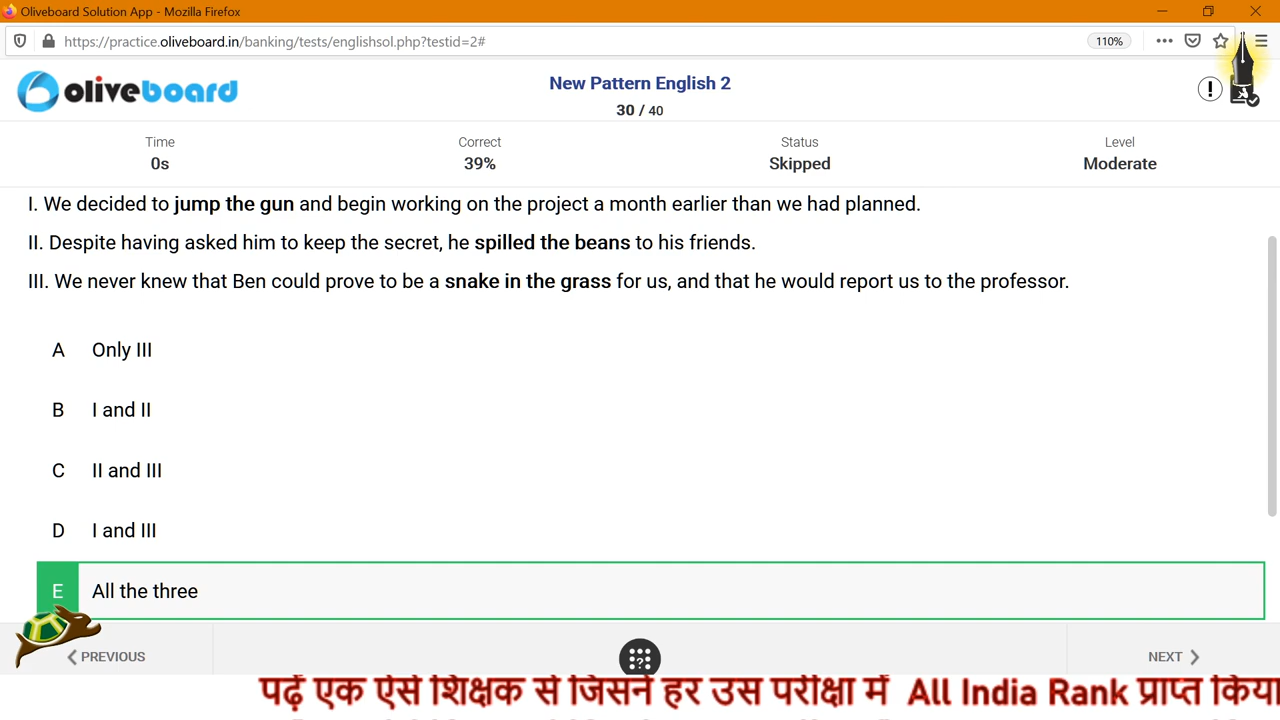 Oliveboard Solution App - Mozilla Firefox
https://practice.oliveboard.in/banking/tests/englishsol.php?testid=2#
110%
oliveboard
New Pattern English 2
30 / 40
Time
Correct
Status
Level
0s
39%
Skipped
Moderate
I. We decided to jump the gun and begin working on the project a month earlier than we had planned.
II. Despite having asked him to keep the secret, he spilled the beans to his friends.
III. We never knew that Ben could prove to be a snake in the grass for us, and that he would report us to the professor.
A Only III
B I and II
C II and III
D I and III
E All the three
PREVIOUS
?
NEXT
पढ़ें एक ऐसे शिक्षक से जिसने हर उस परीक्षा में All India Rank प्राप्त किया